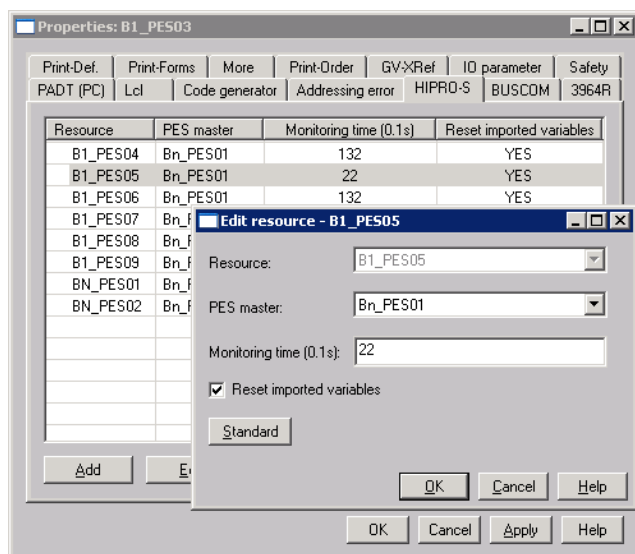 Properties: B1_PES03
Print-Def. Print-Forms More Print-Order GV-XRef IO parameter Safety
PADT (PC) Lcl Code generator Addressing error HIPRO-S BUSCOM 3964R
Resource PES master Monitoring time (0.1s) Reset imported variables
B1_PES04 Bn_PES01 132 YES
B1_PES05 Bn_PES01 22 YES
B1_PES06 Bn_PES01 132 YES
B1_PES07
B1_PES08
B1_PES09
BN_PES01
BN_PES02
Edit resource - B1_PES05
Resource: B1_PES05
PES master: Bn_PES01
Monitoring time (0.1s): 22
Reset imported variables
Standard
OK Cancel Help
Add
OK Cancel Apply Help